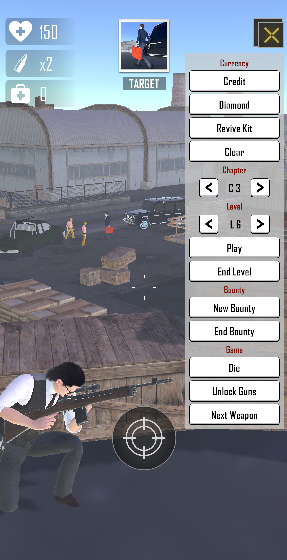 150
x2
0
TARGET
Currency
Credit
Diamond
Revive Kit
Clear
Chapter
< C 3 >
Level
< L 6 >
Play
End Level
Bounty
New Bounty
End Bounty
Game
Die
Unlock Guns
Next Weapon